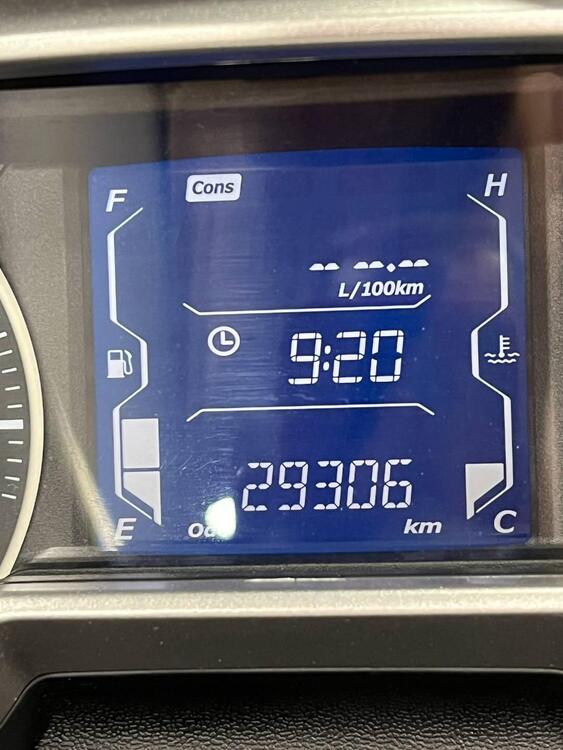 F Cons H
-- --.--
L/100km
9:20
29306
E km C